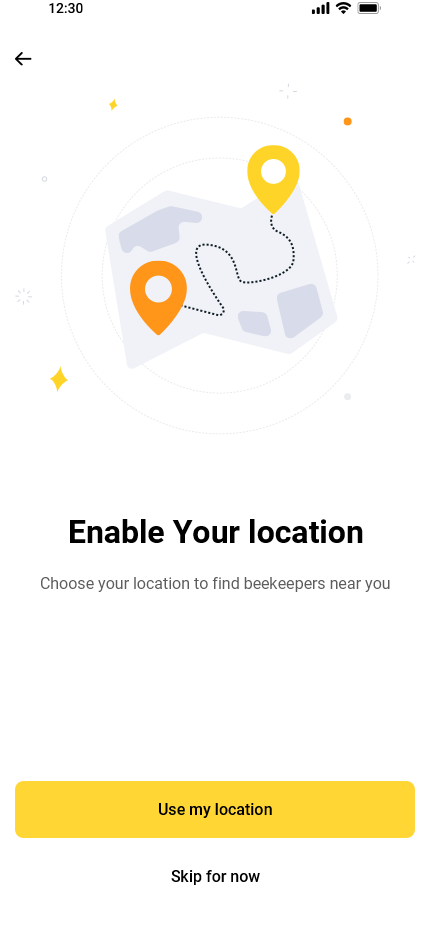 12:30
Enable Your location
Choose your location to find beekeepers near you
Use my location
Skip for now